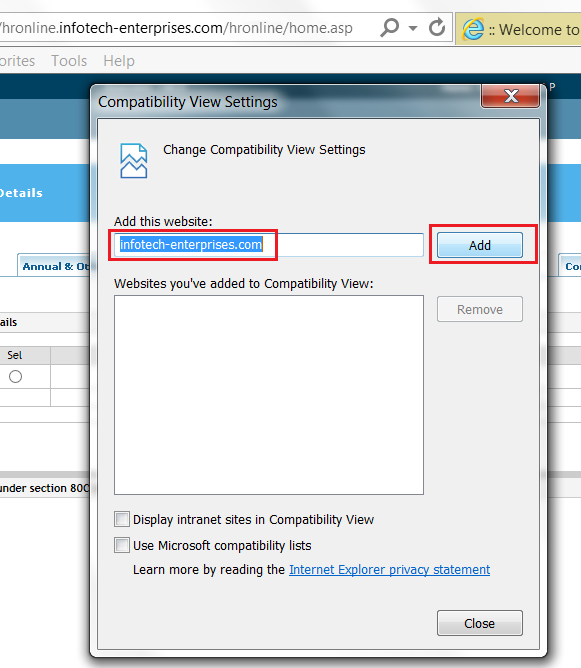 /hronline.infotech-enterprises.com/hronline/home.asp
:: Welcome to
orites Tools Help
Compatibility View Settings
P
Change Compatibility View Settings
Details
Add this website:
infotech-enterprises.com
Add
Annual & Ot
Co
Websites you've added to Compatibility View:
Remove
ails
Sel
under section 80C
Display intranet sites in Compatibility View
Use Microsoft compatibility lists
Learn more by reading the Internet Explorer privacy statement
Close